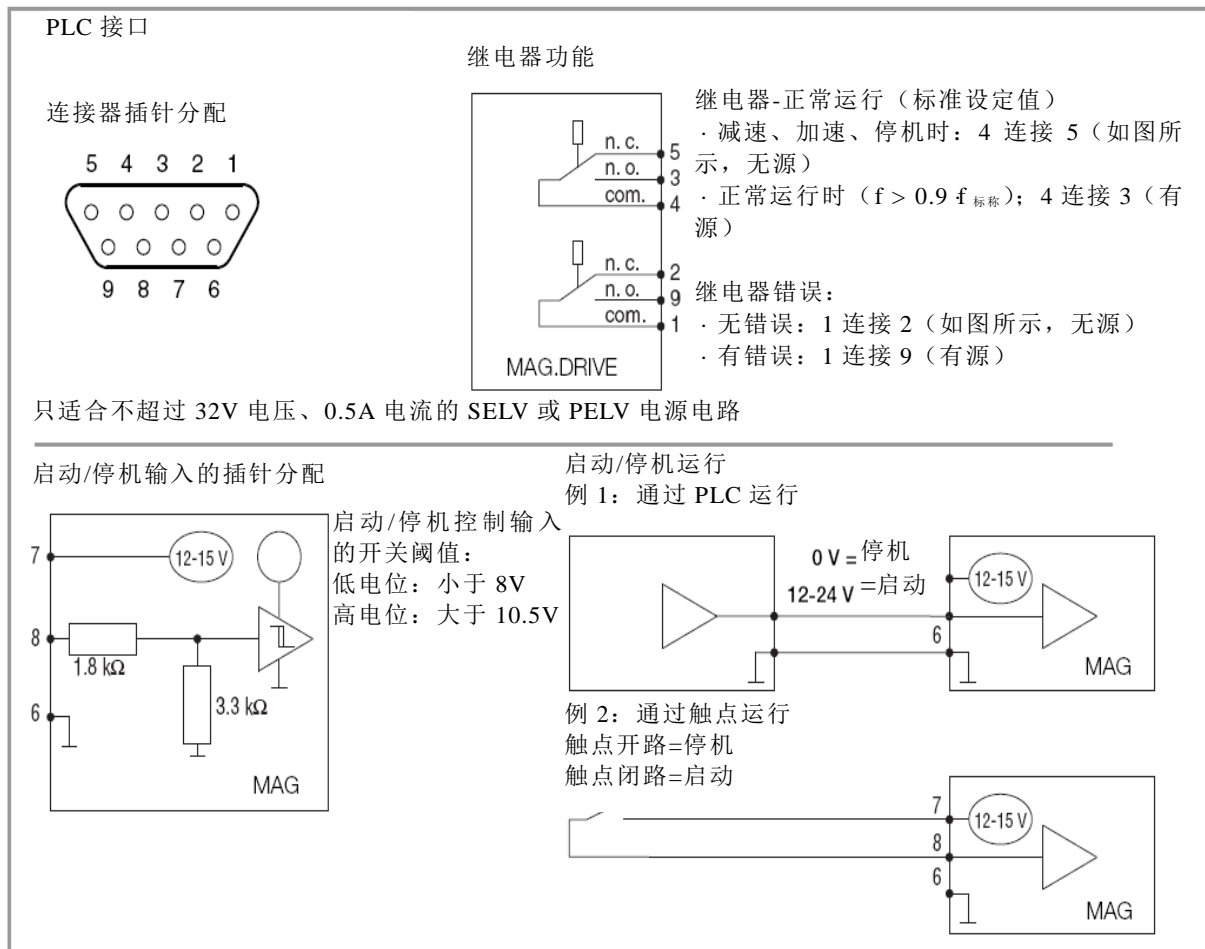 PLC 接口
继电器功能
连接器插针分配
5 4 3 2 1
9 8 7 6
n.c.
5
n.o.
3
com.
4
n.c.
2
n.o.
9
com.
1
MAG.DRIVE
继电器-正常运行（标准设定值）
· 减速、加速、停机时：4 连接 5（如图所
示，无源）
· 正常运行时（f > 0.9 f 标称）；4 连接 3（有
源）
继电器错误：
· 无错误：1 连接 2（如图所示，无源）
· 有错误：1 连接 9（有源）
只适合不超过 32V 电压、0.5A 电流的 SELV 或 PELV 电源电路
启动/停机输入的插针分配
7
12-15 V
8
1.8 kΩ
3.3 kΩ
6
MAG
启动/停机控制输入
的开关阈值：
低电位：小于 8V
高电位：大于 10.5V
启动/停机运行
例 1：通过 PLC 运行
0 V =停机
12-24 V =启动
12-15 V
6
MAG
例 2：通过触点运行
触点开路=停机
触点闭路=启动
7
12-15 V
8
6
MAG